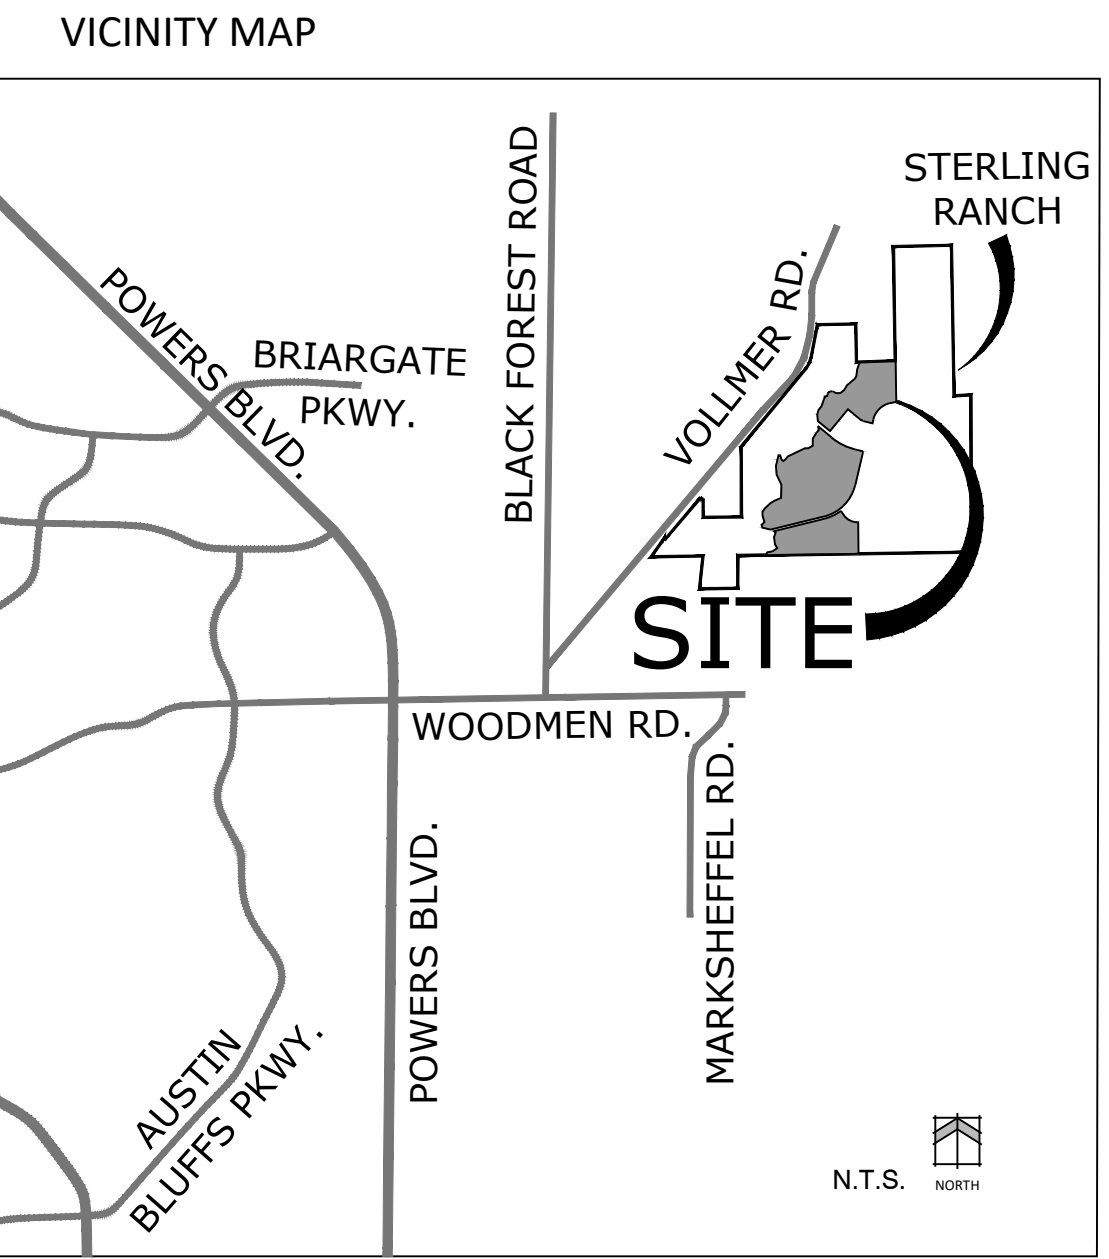 VICINITY MAP
STERLING
RANCH
BLACK FOREST ROAD
VOLLMER RD.
POWERS BLVD.
BRIARGATE
PKWY.
SITE
WOODMEN RD.
MARKSHEFFEL RD.
POWERS BLVD.
AUSTIN
BLUFFS PKWY.
N.T.S.
NORTH